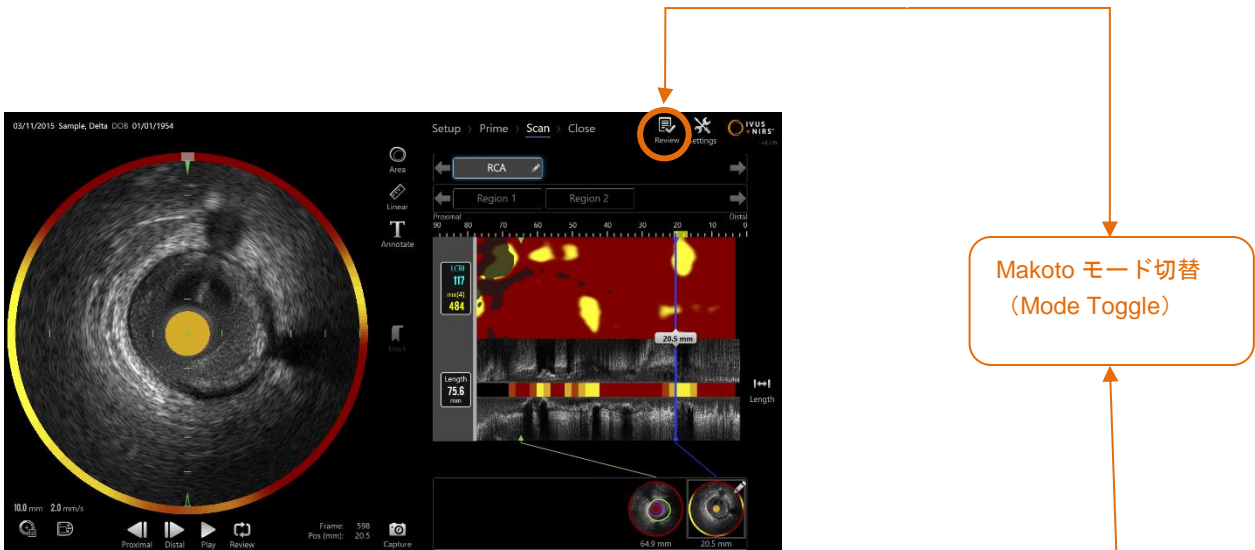 03/11/2015 Sample, Delta DOB 01/01/1954
Setup > Prime > Scan > Close
Review
Settings
IVUS
+NIRS
Area
Linear
T
Annotate
Mark
RCA
Region 1 Region 2
Proximal Distal
90 80 70 60 50 40 30 20 10 0
LCBI
117
mx[4]
484
20.5 mm
Length
75.6
mm
Length
10.0 mm 2.0 mm/s
Proximal Distal Play Review
Frame: 598
Pos (mm): 20.5
Capture
64.9 mm 20.5 mm
Makoto モード切替
（Mode Toggle）